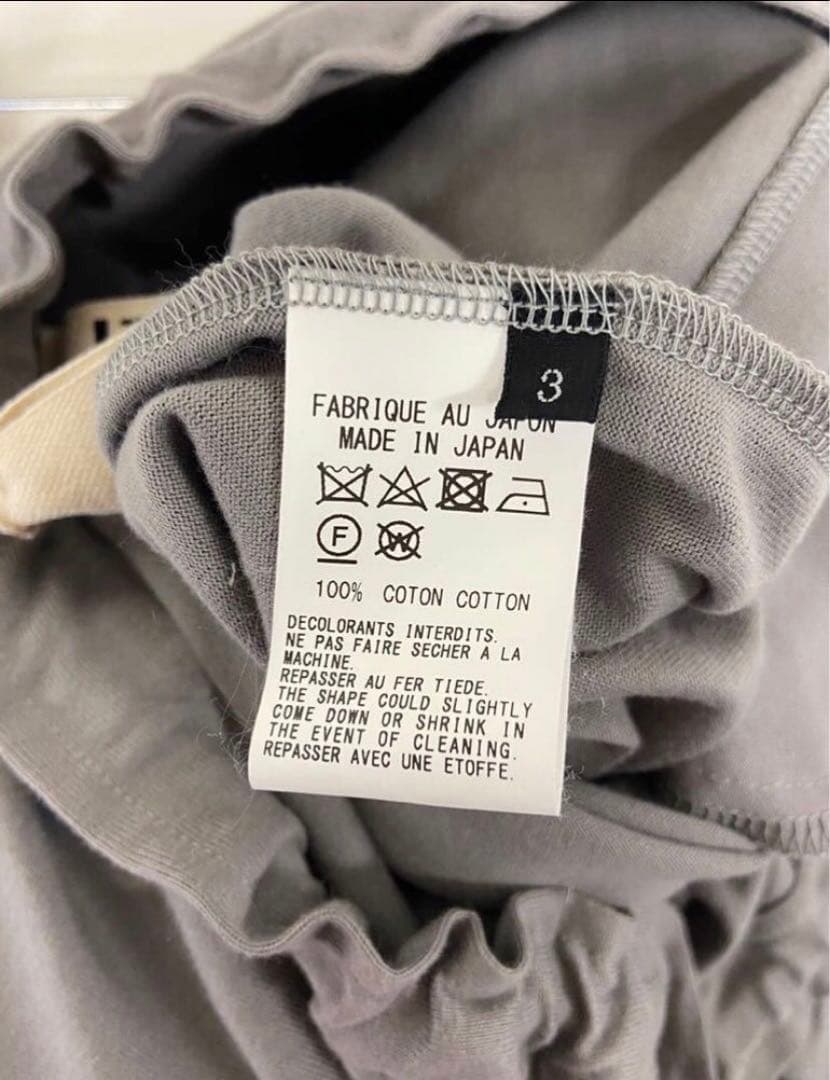 3
FABRIQUE AU JAPON
MADE IN JAPAN
F
W
100% COTON COTTON
DECOLORANTS INTERDITS.
NE PAS FAIRE SECHER A LA
MACHINE.
REPASSER AU FER TIEDE.
THE SHAPE COULD SLIGHTLY
COME DOWN OR SHRINK IN
THE EVENT OF CLEANING.
REPASSER AVEC UNE ETOFFE.